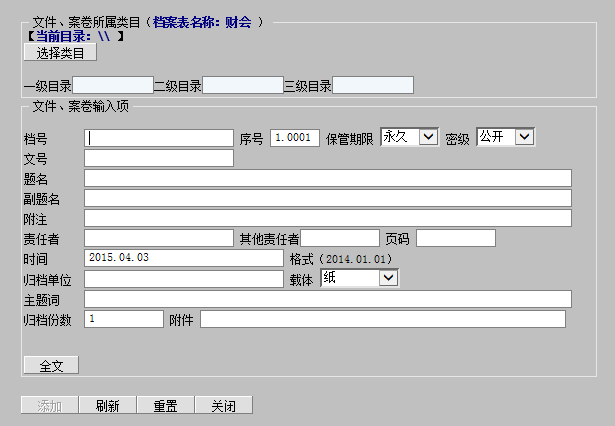 文件、案卷所属类目（档案表名称：财会 ）
【当前目录：\\ 】
选择类目
一级目录 二级目录 三级目录
文件、案卷输入项
档号 序号 1.0001 保管期限 永久 密级 公开
文号
题名
副题名
附注
责任者 其他责任者 页码
时间 2015.04.03 格式（2014.01.01）
归档单位 载体 纸
主题词
归档份数 1 附件
全文
添加 刷新 重置 关闭